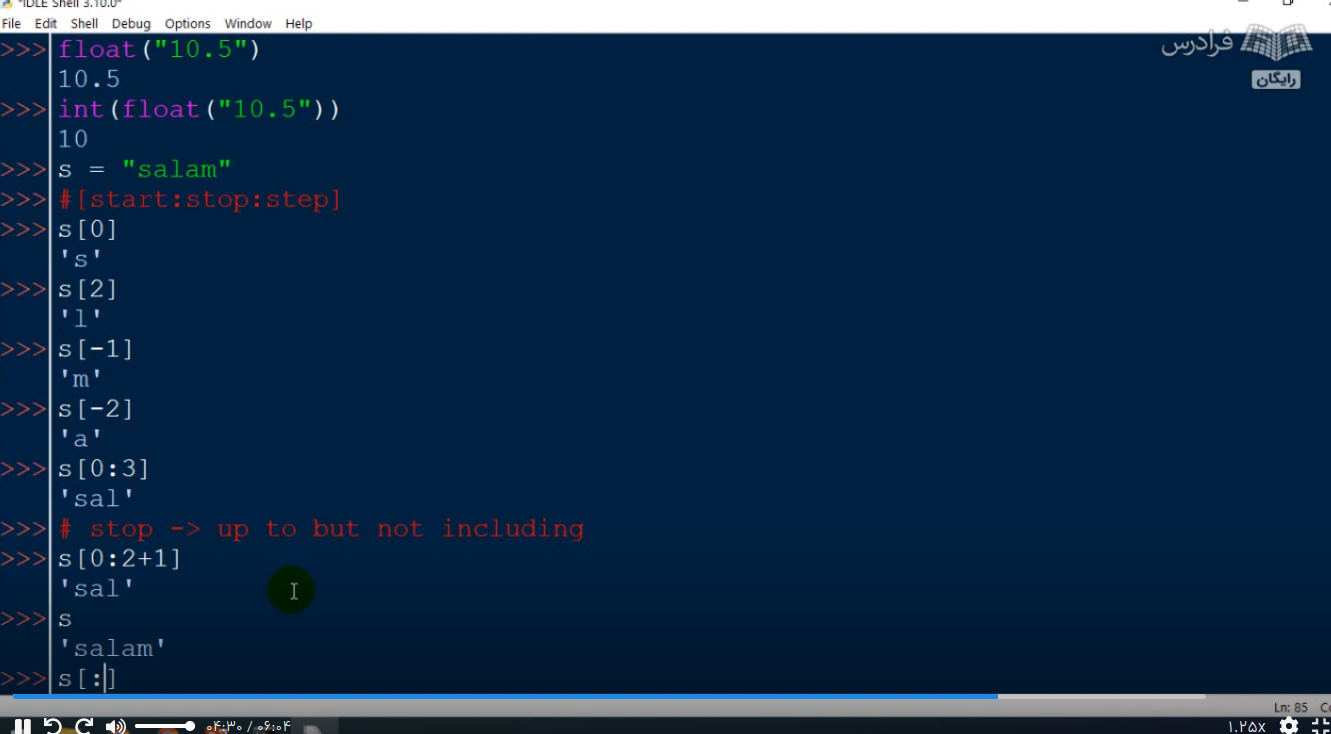 *IDLE Shell 3.10.0*
File Edit Shell Debug Options Window Help
فرادرس
رایگان
>>> float("10.5")
10.5
>>> int(float("10.5"))
10
>>> s = "salam"
>>> #[start:stop:step]
>>> s[0]
's'
>>> s[2]
'l'
>>> s[-1]
'm'
>>> s[-2]
'a'
>>> s[0:3]
'sal'
>>> # stop -> up to but not including
>>> s[0:2+1]
'sal'
>>> s
'salam'
>>> s[:]
Ln: 85
۰۴:۳۰ / ۰۶:۰۴
۱.۲۵x